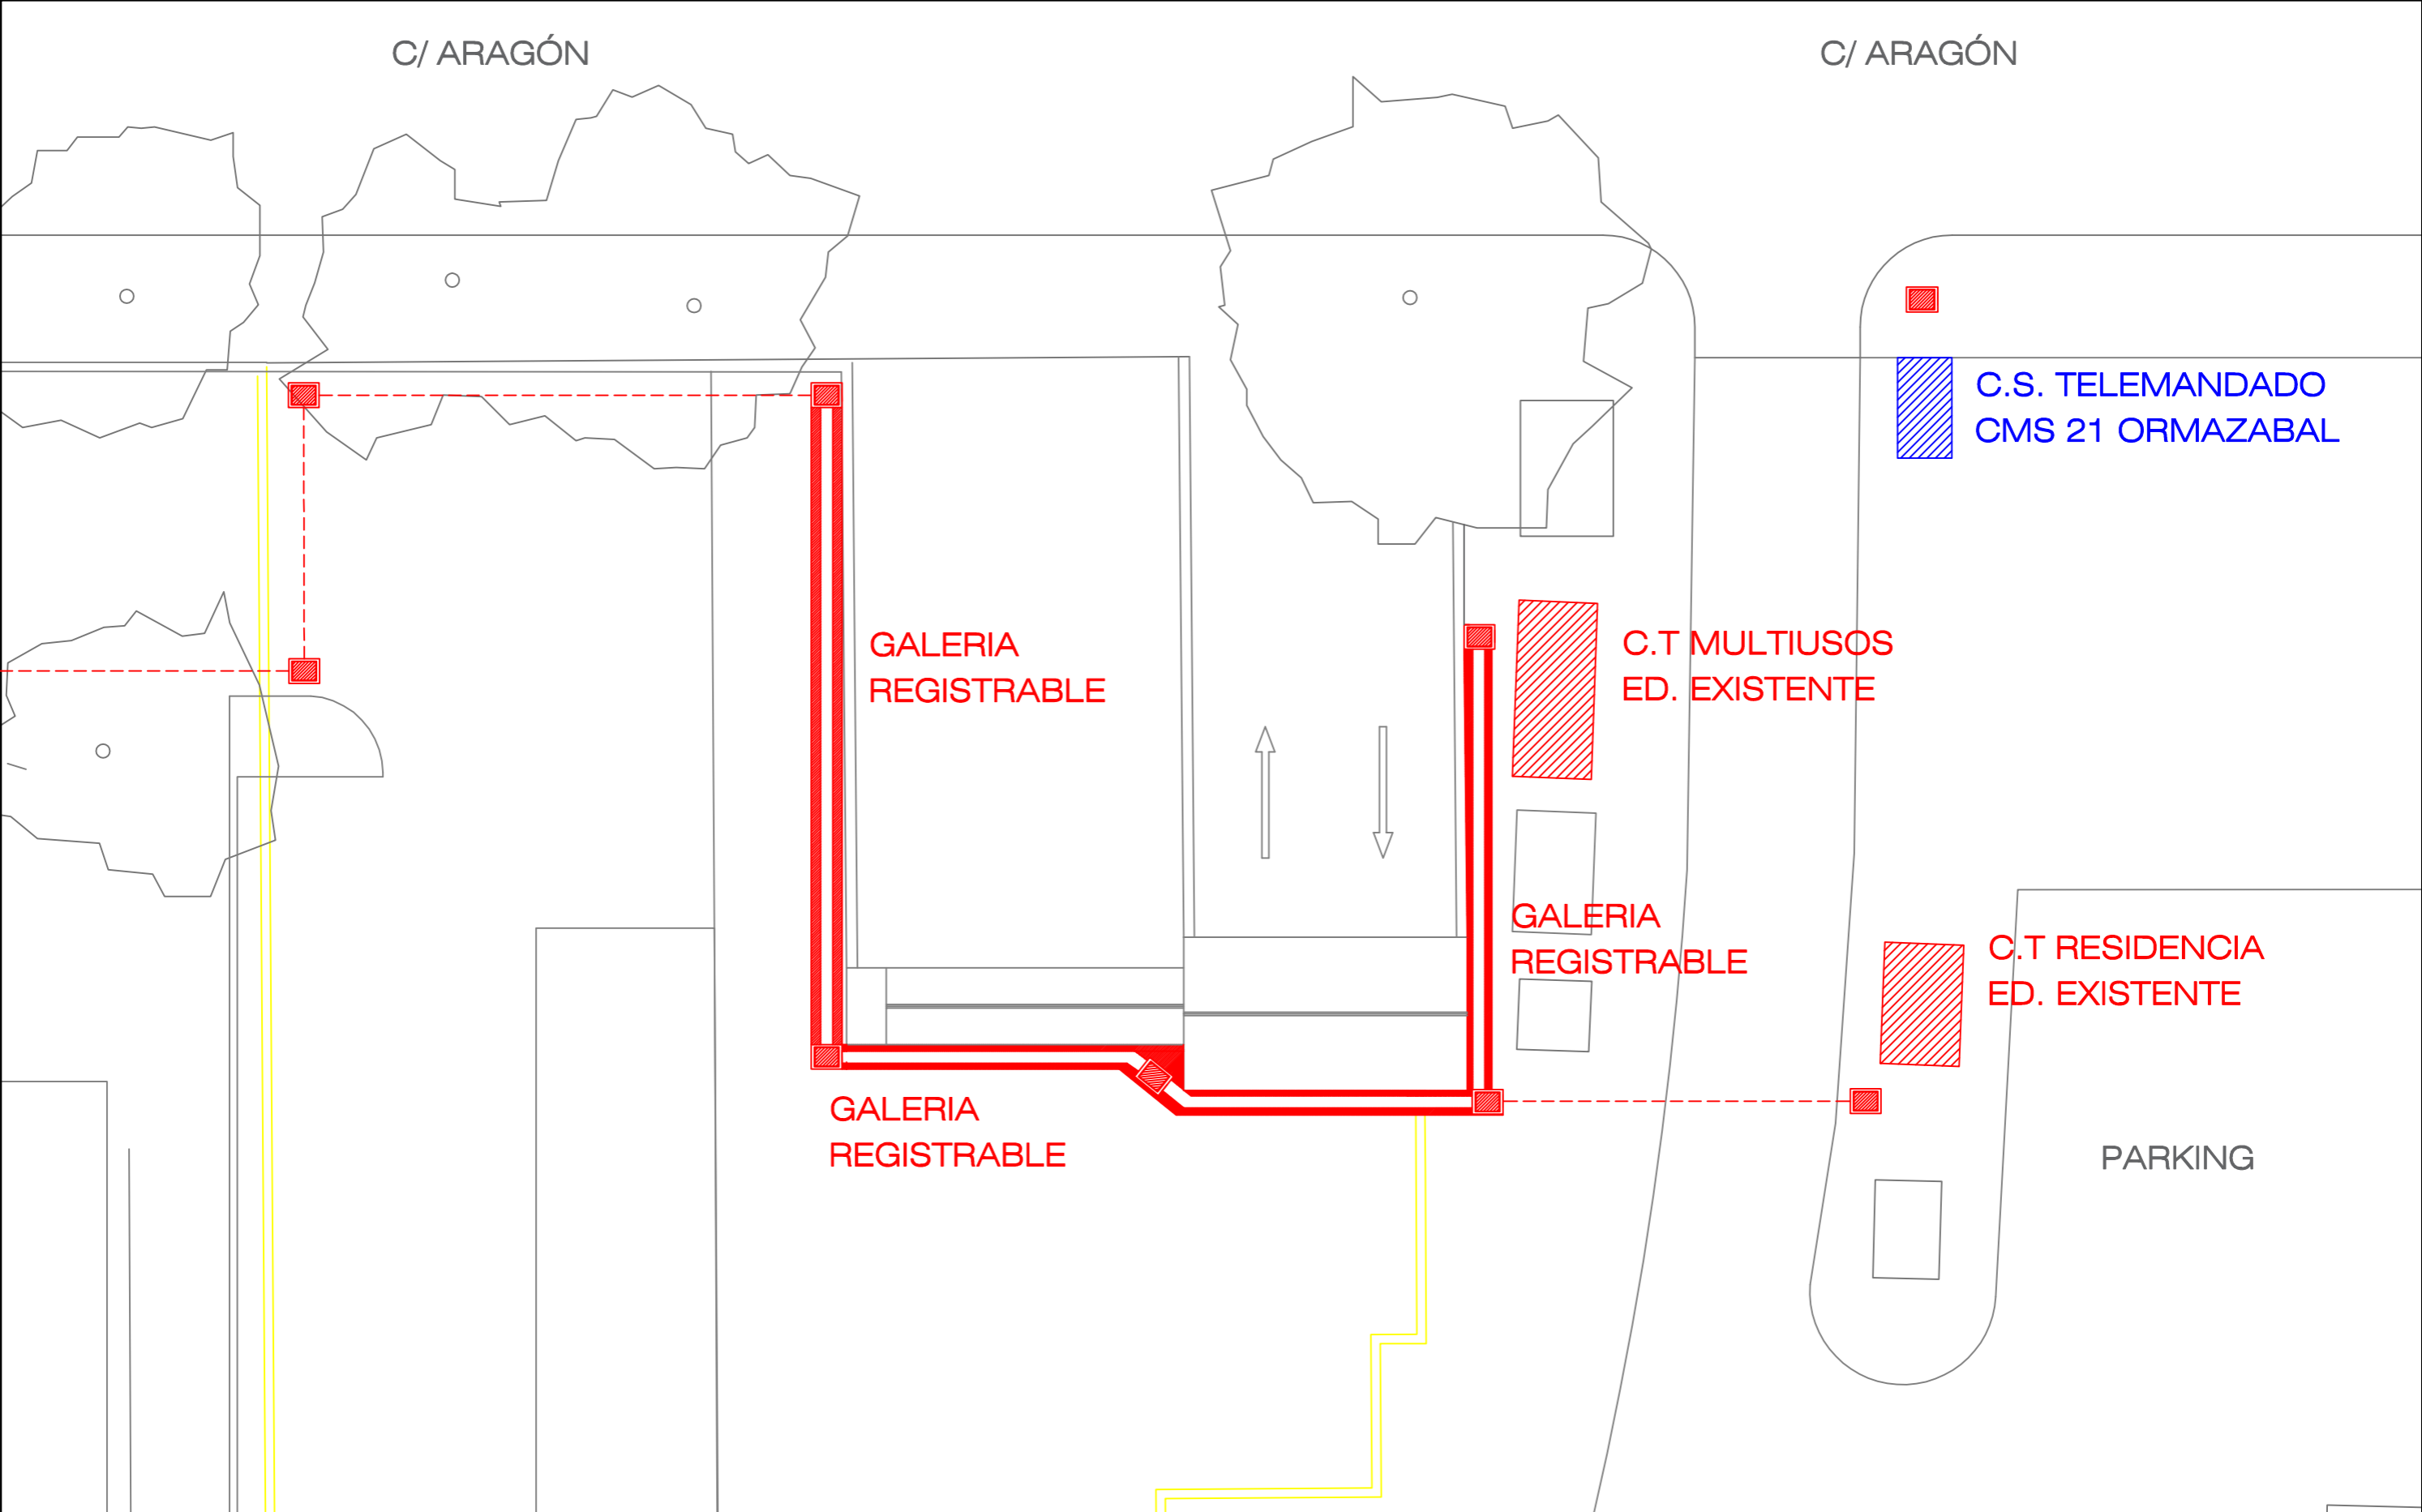 C/ ARAGÓN
C/ ARAGÓN
C.S. TELEMANDADO
CMS 21 ORMAZABAL
GALERIA
REGISTRABLE
C.T MULTIUSOS
ED. EXISTENTE
GALERIA
REGISTRABLE
C.T RESIDENCIA
ED. EXISTENTE
GALERIA
REGISTRABLE
PARKING